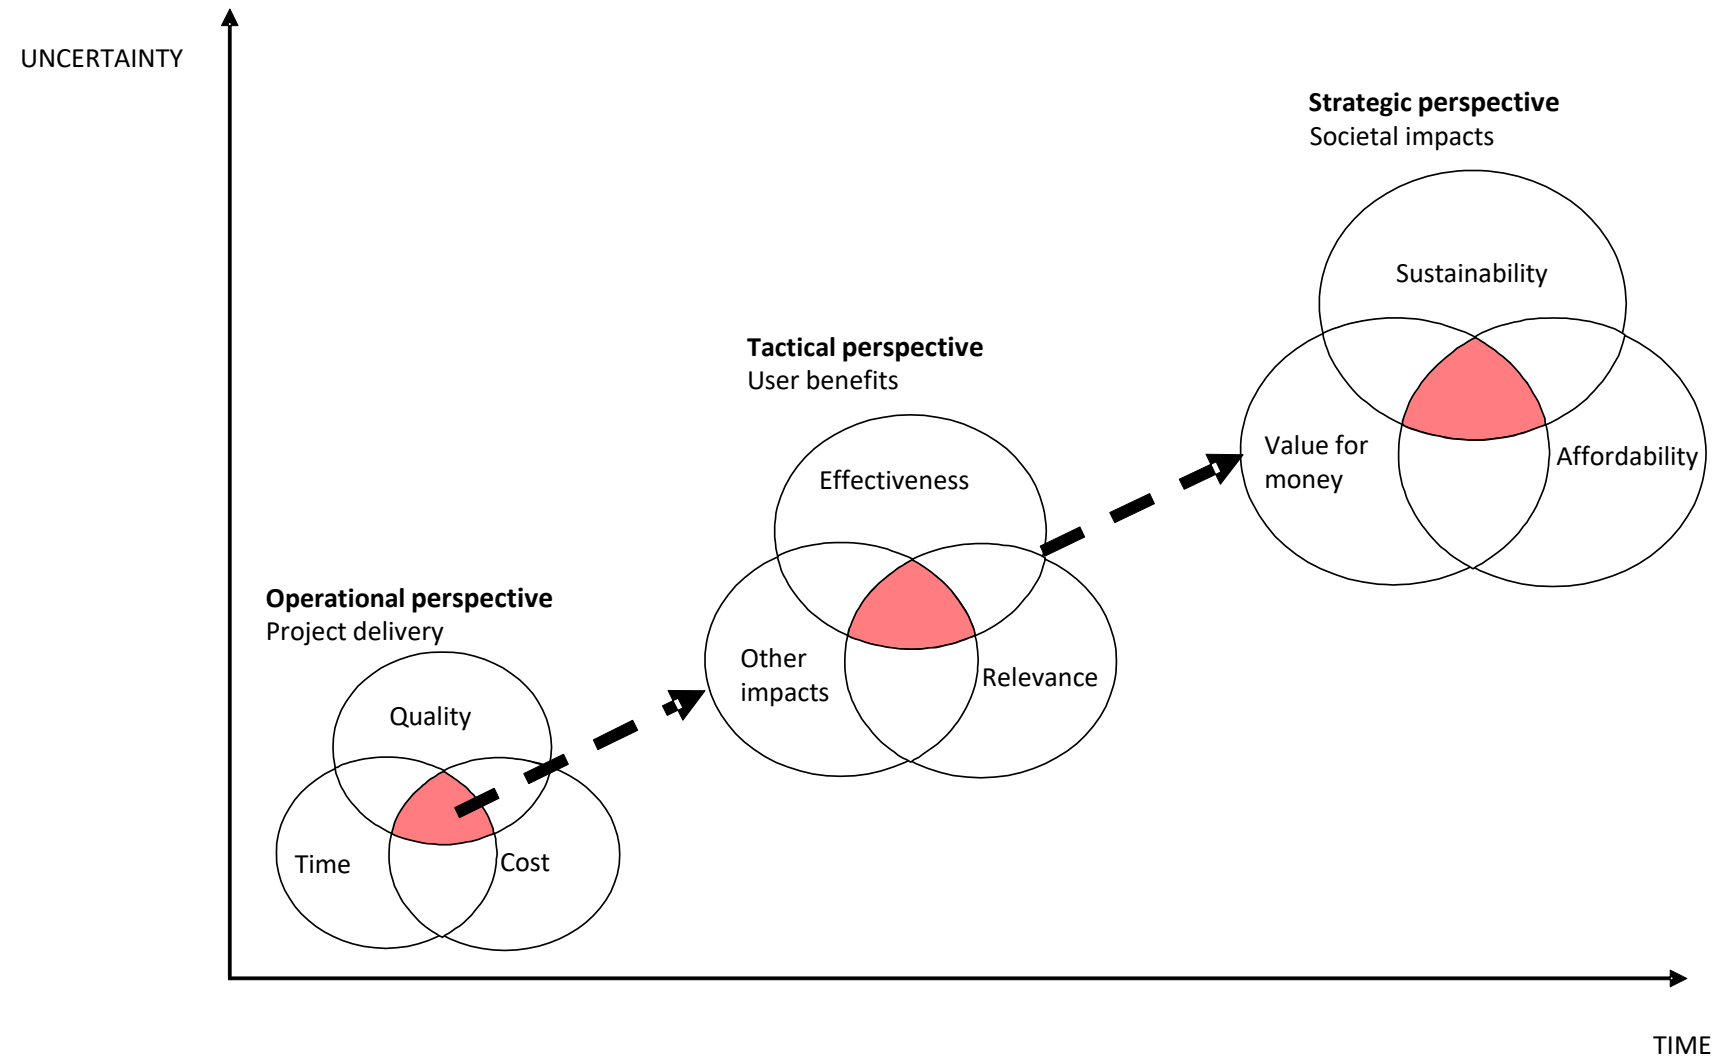 UNCERTAINTY
Strategic perspective
Societal impacts
Sustainability
Value for
money
Affordability
Tactical perspective
User benefits
Effectiveness
Other
impacts
Relevance
Operational perspective
Project delivery
Quality
Time
Cost
TIME